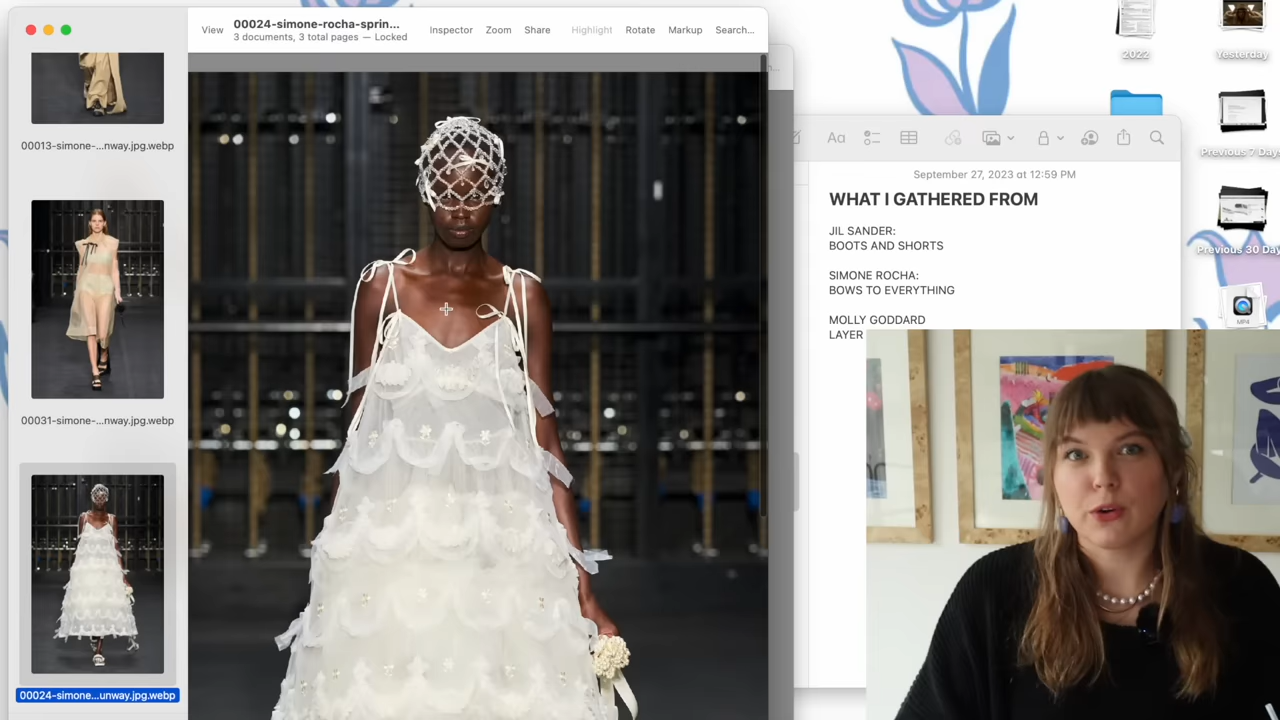 View
00024-simone-rocha-sprin...
3 documents, 3 total pages — Locked
Inspector
Zoom
Share
Highlight
Rotate
Markup
Search...
00013-simone-...nway.jpg.webp
00031-simone-...nway.jpg.webp
00024-simone...unway.jpg.webp
Aa
September 27, 2023 at 12:59 PM
WHAT I GATHERED FROM
JIL SANDER:
BOOTS AND SHORTS
SIMONE ROCHA:
BOWS TO EVERYTHING
MOLLY GODDARD
LAYER
2022
Yesterday
Previous 7 Days
Previous 30 Day
MP4